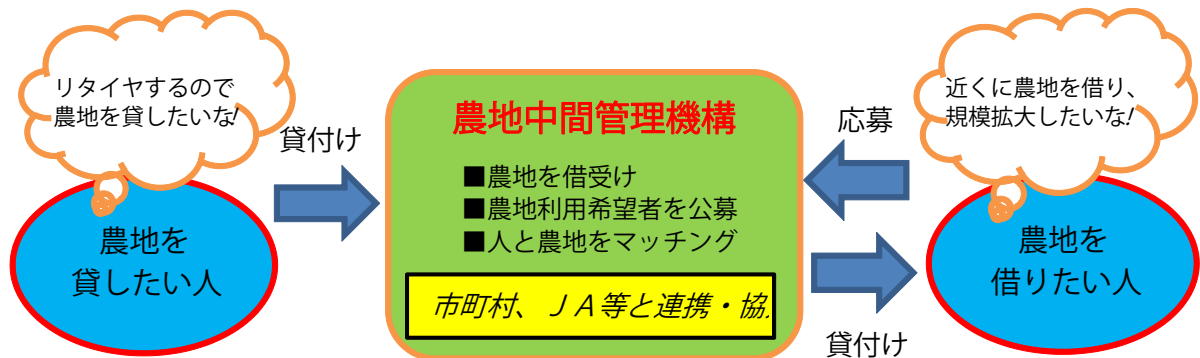 リタイヤするので
農地を貸したいな!
農地を
貸したい人
貸付け
農地中間管理機構
■農地を借受け
■農地利用希望者を公募
■人と農地をマッチング
市町村、ＪＡ等と連携・協
応募
貸付け
近くに農地を借り、
規模拡大したいな!
農地を
借りたい人